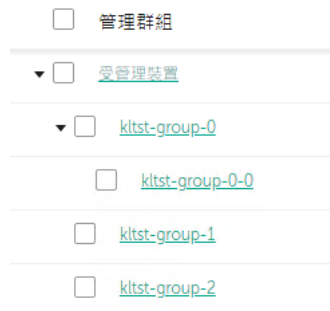 管理群組
受管理裝置
kltst-group-0
kltst-group-0-0
kltst-group-1
kltst-group-2